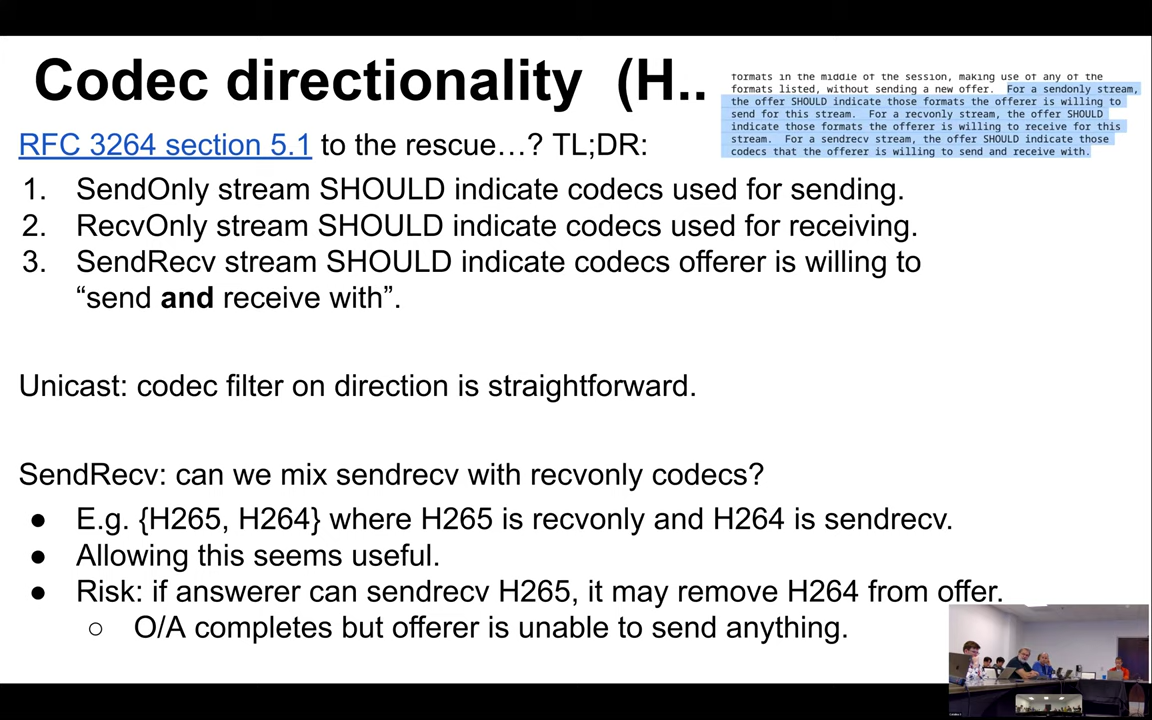 Codec directionality (H..
formats in the middle of the session, making use of any of the
formats listed, without sending a new offer. For a sendonly stream,
the offer SHOULD indicate those formats the offerer is willing to
send for this stream. For a recvonly stream, the offer SHOULD
indicate those formats the offerer is willing to receive for this
stream. For a sendrecv stream, the offer SHOULD indicate those
codecs that the offerer is willing to send and receive with.
RFC 3264 section 5.1 to the rescue…? TL;DR:
1. SendOnly stream SHOULD indicate codecs used for sending.
2. RecvOnly stream SHOULD indicate codecs used for receiving.
3. SendRecv stream SHOULD indicate codecs offerer is willing to
“send and receive with”.
Unicast: codec filter on direction is straightforward.
SendRecv: can we mix sendrecv with recvonly codecs?
● E.g. {H265, H264} where H265 is recvonly and H264 is sendrecv.
● Allowing this seems useful.
● Risk: if answerer can sendrecv H265, it may remove H264 from offer.
○ O/A completes but offerer is unable to send anything.